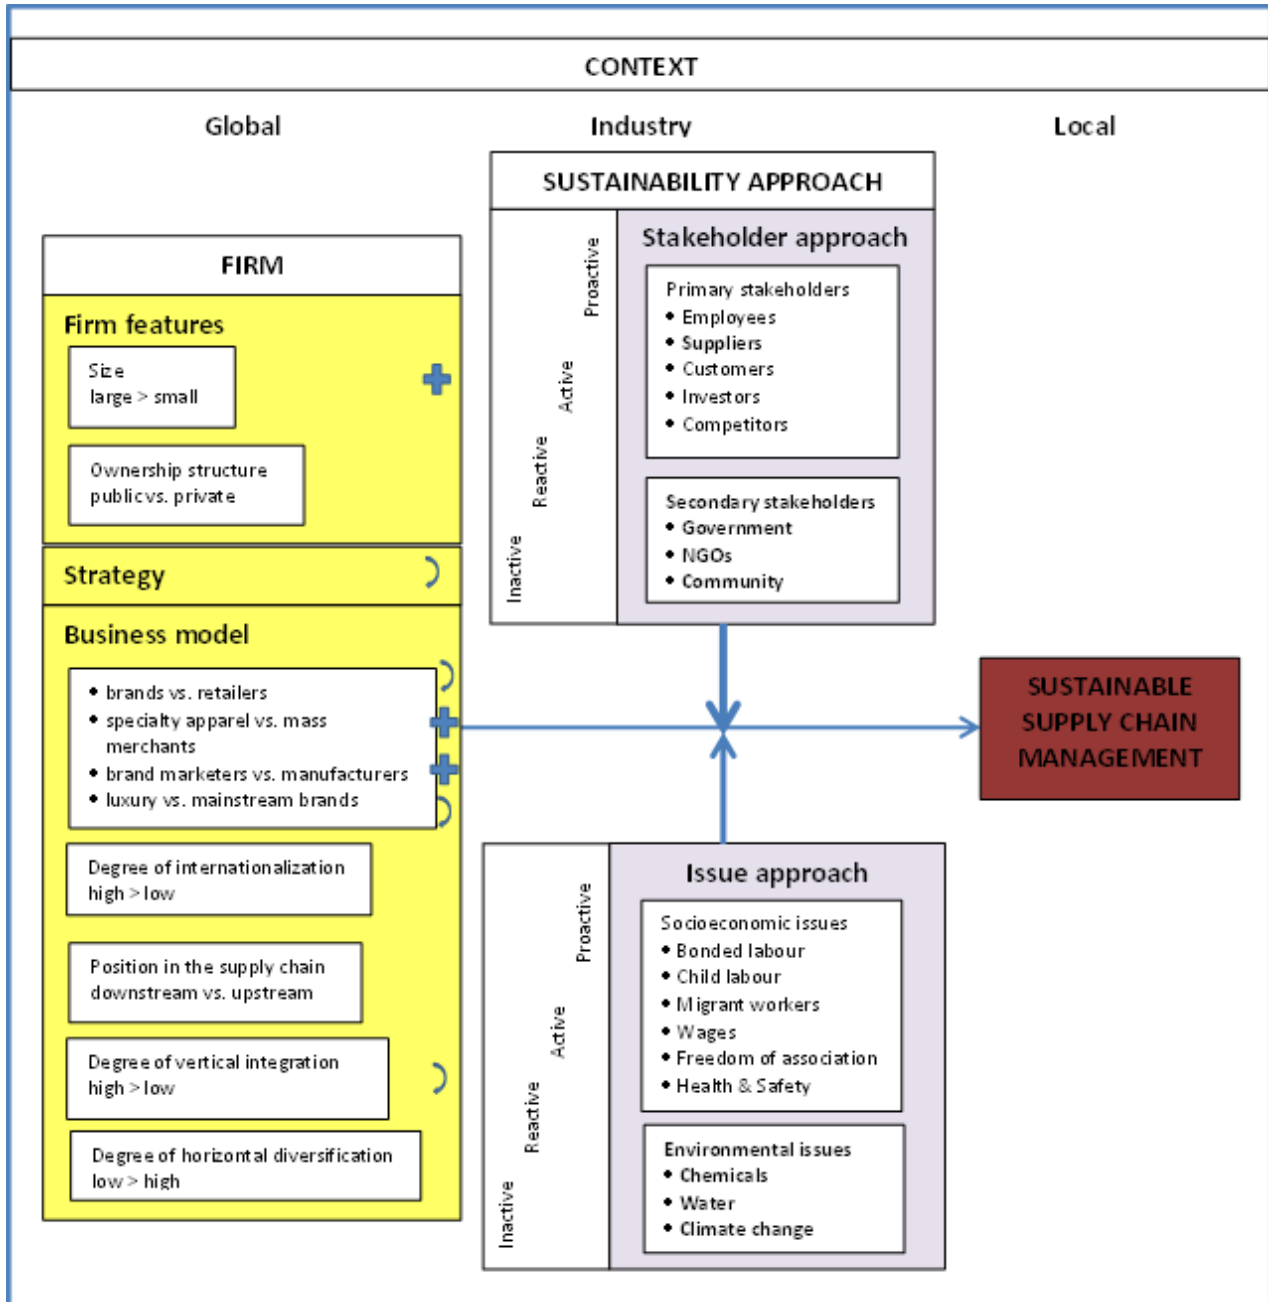 CONTEXT
Global
Industry
Local
FIRM
Firm features
Size
large > small
Ownership structure
public vs. private
Strategy
Business model
• brands vs. retailers
• specialty apparel vs. mass
merchants
• brand marketers vs. manufacturers
• luxury vs. mainstream brands
Degree of internationalization
high > low
Position in the supply chain
downstream vs. upstream
Degree of vertical integration
high > low
Degree of horizontal diversification
low > high
SUSTAINABILITY APPROACH
Inactive
Reactive
Active
Proactive
Stakeholder approach
Primary stakeholders
• Employees
• Suppliers
• Customers
• Investors
• Competitors
Secondary stakeholders
• Government
• NGOs
• Community
Inactive
Reactive
Active
Proactive
Issue approach
Socioeconomic issues
• Bonded labour
• Child labour
• Migrant workers
• Wages
• Freedom of association
• Health & Safety
Environmental issues
• Chemicals
• Water
• Climate change
SUSTAINABLE
SUPPLY CHAIN
MANAGEMENT